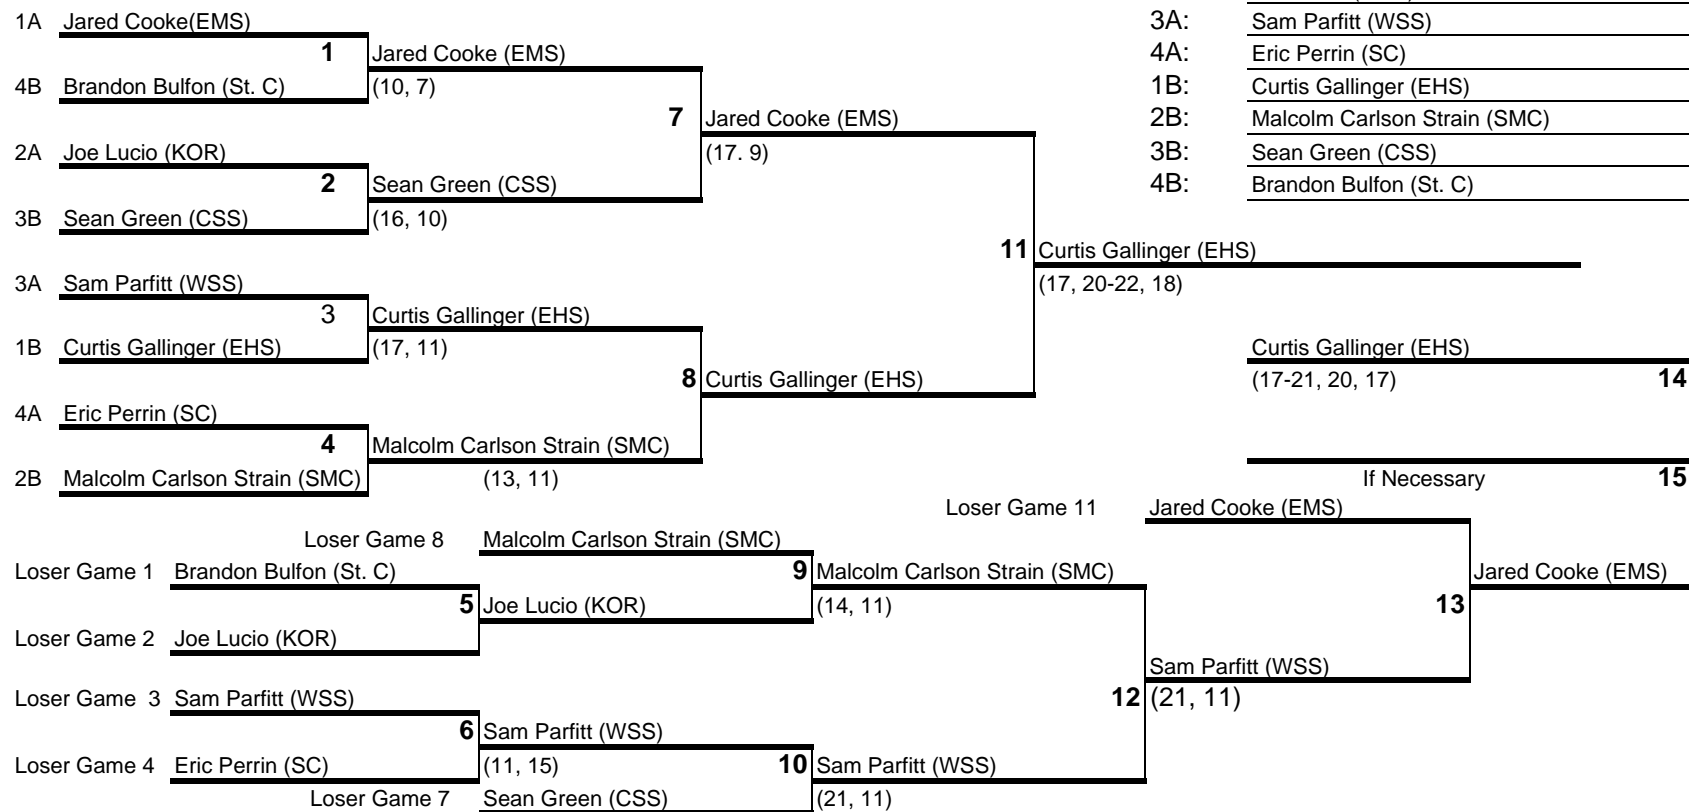 1A Jared Cooke(EMS)
1 Jared Cooke (EMS)
4B Brandon Bulfon (St. C) (10, 7)
7 Jared Cooke (EMS)
2A Joe Lucio (KOR) (17. 9)
2 Sean Green (CSS)
3B Sean Green (CSS) (16, 10)
11 Curtis Gallinger (EHS)
3A Sam Parfitt (WSS) (17, 20-22, 18)
3 Curtis Gallinger (EHS)
1B Curtis Gallinger (EHS) (17, 11)
8 Curtis Gallinger (EHS)
4A Eric Perrin (SC)
4 Malcolm Carlson Strain (SMC)
2B Malcolm Carlson Strain (SMC) (13, 11)
3A: Sam Parfitt (WSS)
4A: Eric Perrin (SC)
1B: Curtis Gallinger (EHS)
2B: Malcolm Carlson Strain (SMC)
3B: Sean Green (CSS)
4B: Brandon Bulfon (St. C)
Curtis Gallinger (EHS)
(17-21, 20, 17) 14
If Necessary 15
Loser Game 11 Jared Cooke (EMS)
Loser Game 8 Malcolm Carlson Strain (SMC)
Loser Game 1 Brandon Bulfon (St. C) 9 Malcolm Carlson Strain (SMC) Jared Cooke (EMS)
5 Joe Lucio (KOR) (14, 11) 13
Loser Game 2 Joe Lucio (KOR)
Sam Parfitt (WSS)
Loser Game 3 Sam Parfitt (WSS) 12 (21, 11)
6 Sam Parfitt (WSS)
Loser Game 4 Eric Perrin (SC) (11, 15) 10 Sam Parfitt (WSS)
Loser Game 7 Sean Green (CSS) (21, 11)